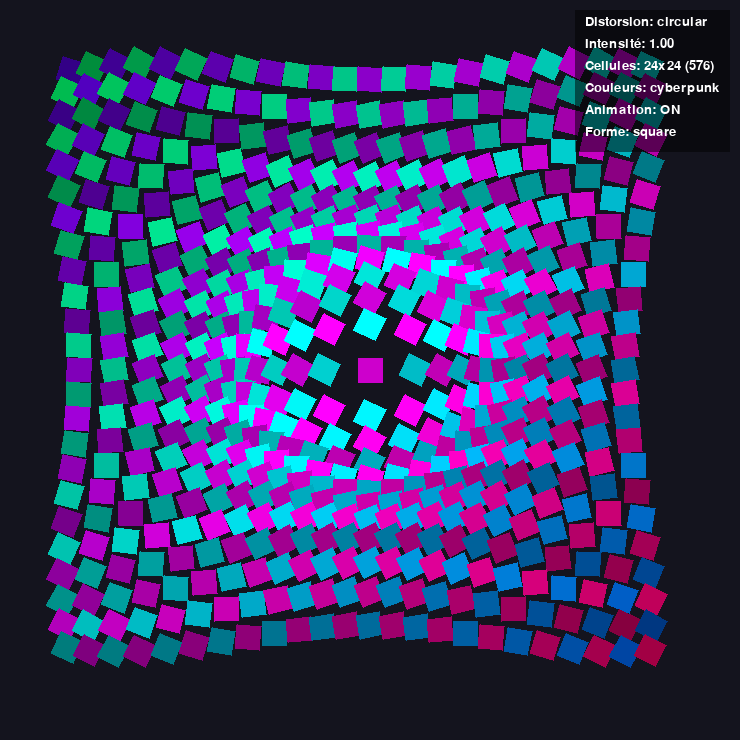 Distorsion: circular
Intensité: 1.00
Cellules: 24x24 (576)
Couleurs: cyberpunk
Animation: ON
Forme: square